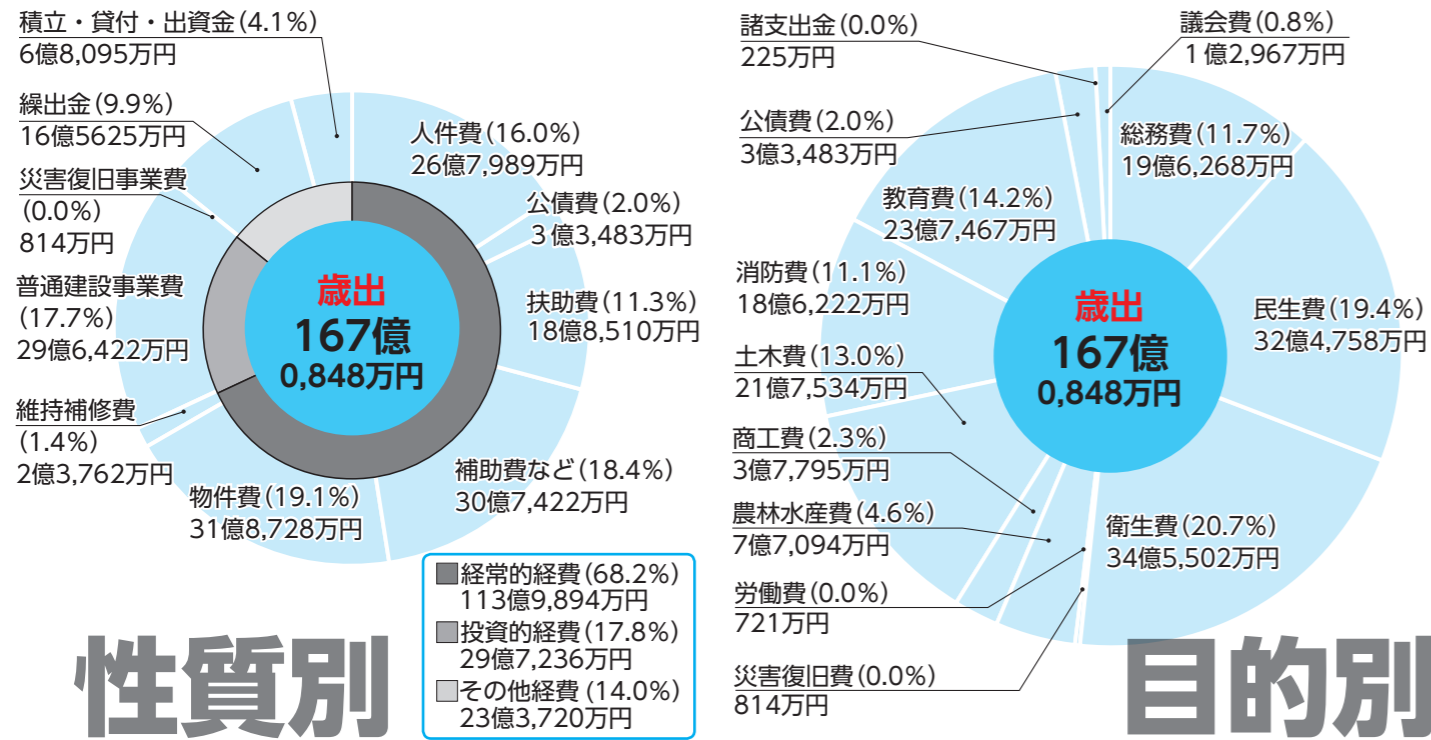 積立・貸付・出資金(4.1%)
6億8,095万円
繰出金(9.9%)
16億5625万円
災害復旧事業費
(0.0%)
814万円
普通建設事業費
(17.7%)
29億6,422万円
維持補修費
(1.4%)
2億3,762万円
物件費(19.1%)
31億8,728万円
人件費(16.0%)
26億7,989万円
公債費(2.0%)
3億3,483万円
扶助費(11.3%)
18億8,510万円
補助費など(18.4%)
30億7,422万円
歳出
167億
0,848万円
経常的経費(68.2%)
113億9,894万円
投資的経費(17.8%)
29億7,236万円
その他経費(14.0%)
23億3,720万円
性質別
諸支出金(0.0%)
225万円
公債費(2.0%)
3億3,483万円
教育費(14.2%)
23億7,467万円
消防費(11.1%)
18億6,222万円
土木費(13.0%)
21億7,534万円
商工費(2.3%)
3億7,795万円
農林水産費(4.6%)
7億7,094万円
労働費(0.0%)
721万円
災害復旧費(0.0%)
814万円
議会費(0.8%)
1億2,967万円
総務費(11.7%)
19億6,268万円
民生費(19.4%)
32億4,758万円
衛生費(20.7%)
34億5,502万円
歳出
167億
0,848万円
目的別